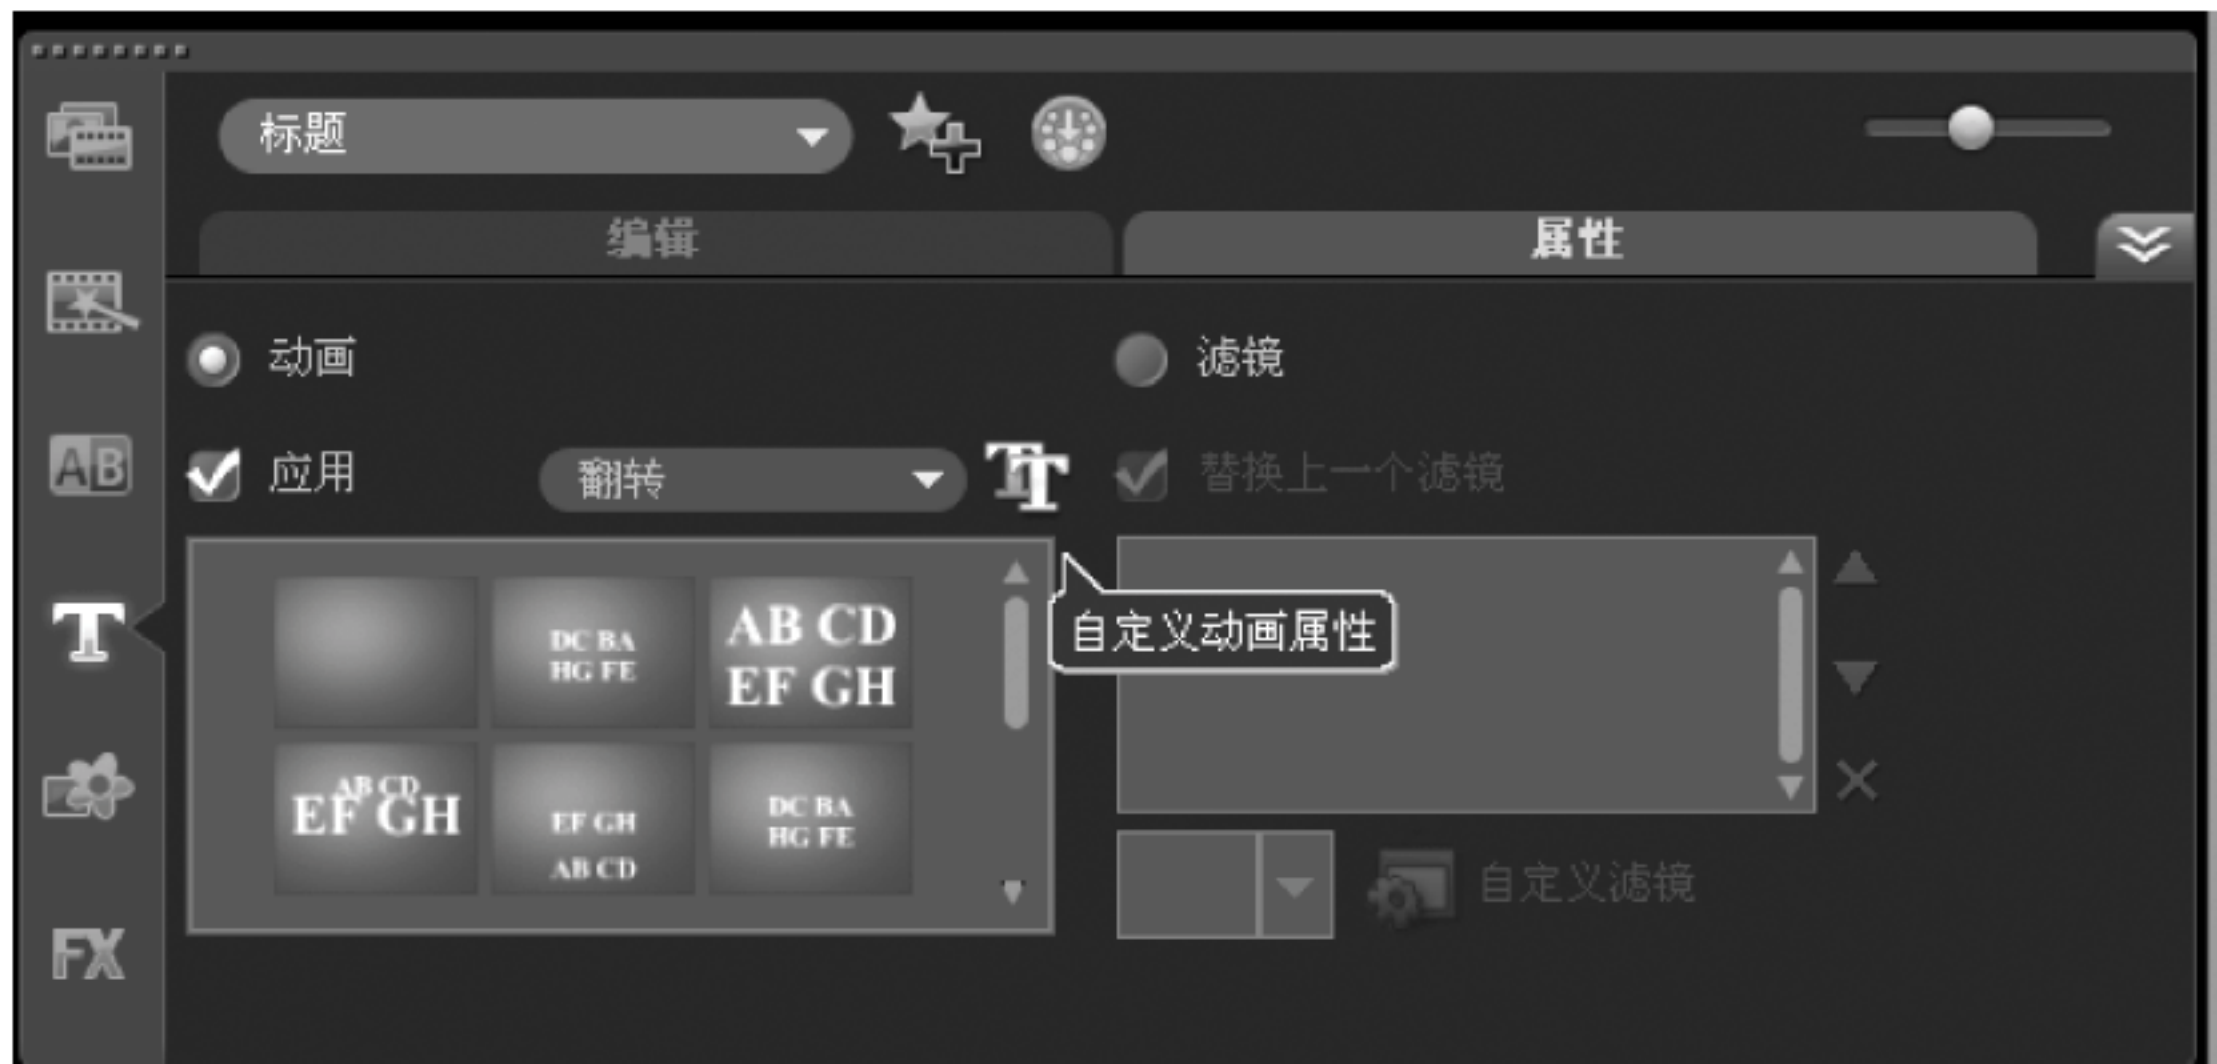 标题
编辑
属性
动画
滤镜
应用
翻转
替换上一个滤镜
AB
T
FX
DC BA
HG FE
AB CD
EF GH
自定义动画属性
AB CD
EF GH
EF GH
AB CD
DC BA
HG FE
自定义滤镜